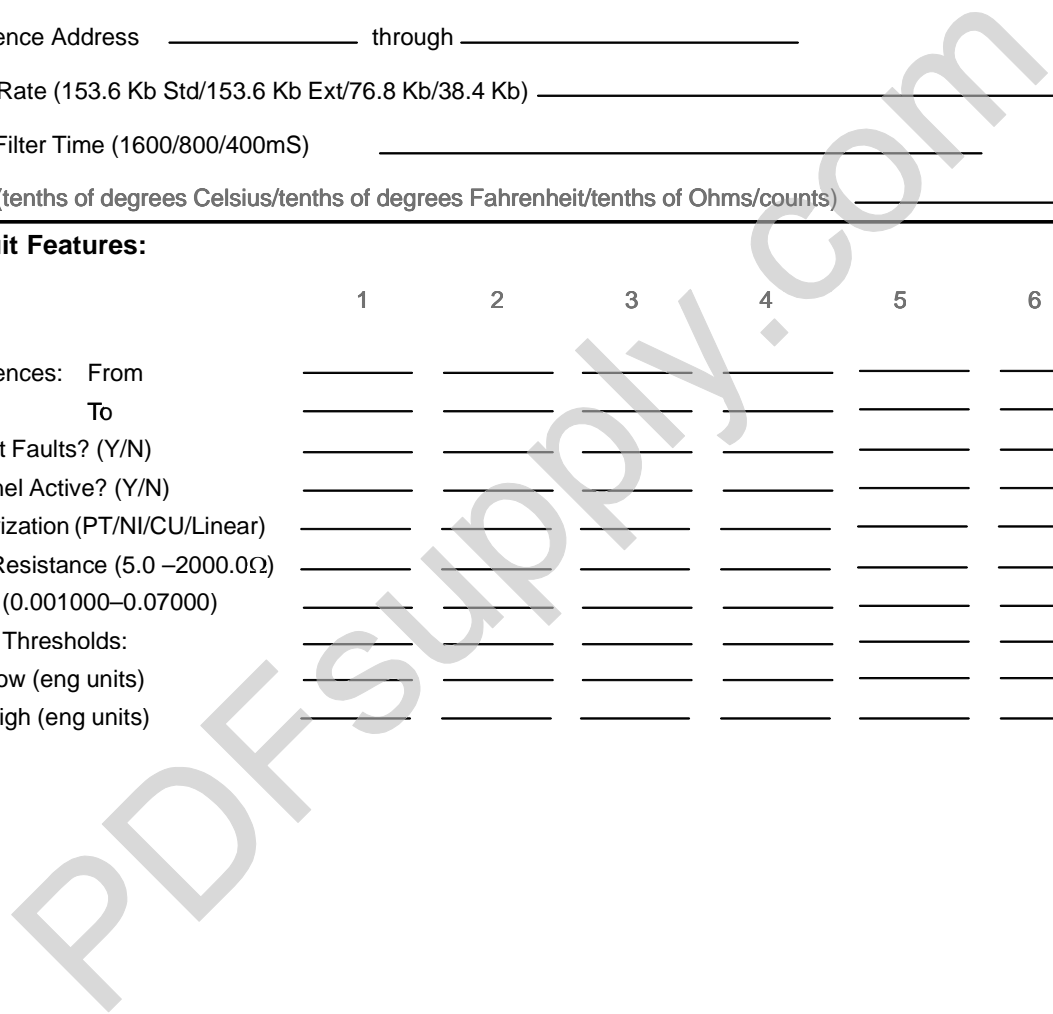 ence Address through
Rate (153.6 Kb Std/153.6 Kb Ext/76.8 Kb/38.4 Kb)
Filter Time (1600/800/400mS)
(tenths of degrees Celsius/tenths of degrees Fahrenheit/tenths of Ohms/counts)
uit Features:
1 2 3 4 5 6
ences: From
To
t Faults? (Y/N)
nel Active? (Y/N)
ization (PT/NI/CU/Linear)
Resistance (5.0 –2000.0Ω)
(0.001000–0.07000)
Thresholds:
ow (eng units)
igh (eng units)
PDFsupply.com